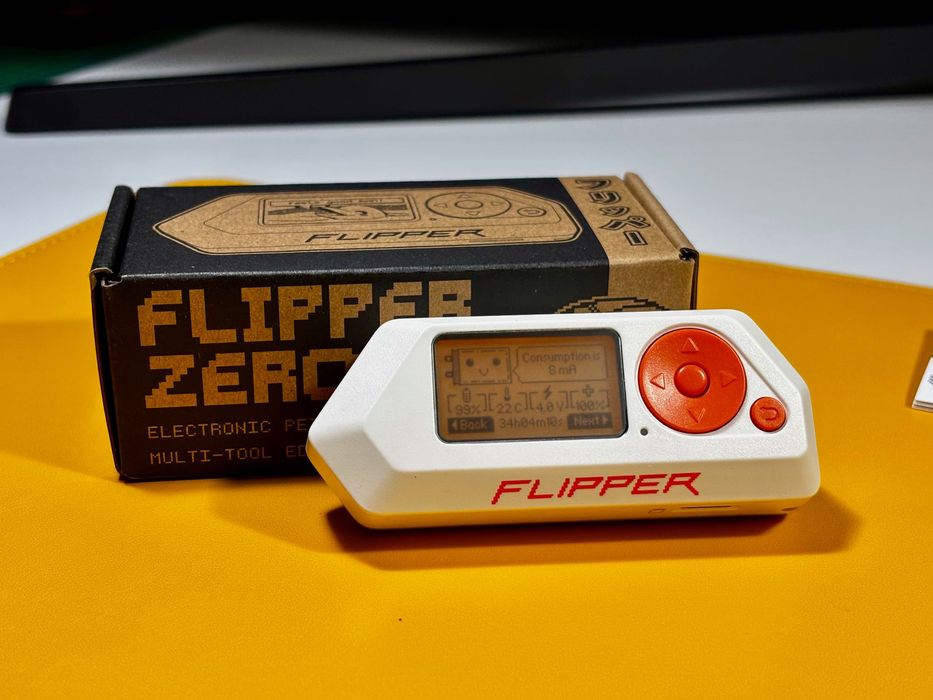 FLIPPER
フリッパー
FLIPPER
ZERO
ELECTRONIC PE
MULTI-TOOL ED
Consumption is
8 mA
99% 22 C 4.0 V 100%
Back 34h04m10s Next
FLIPPER